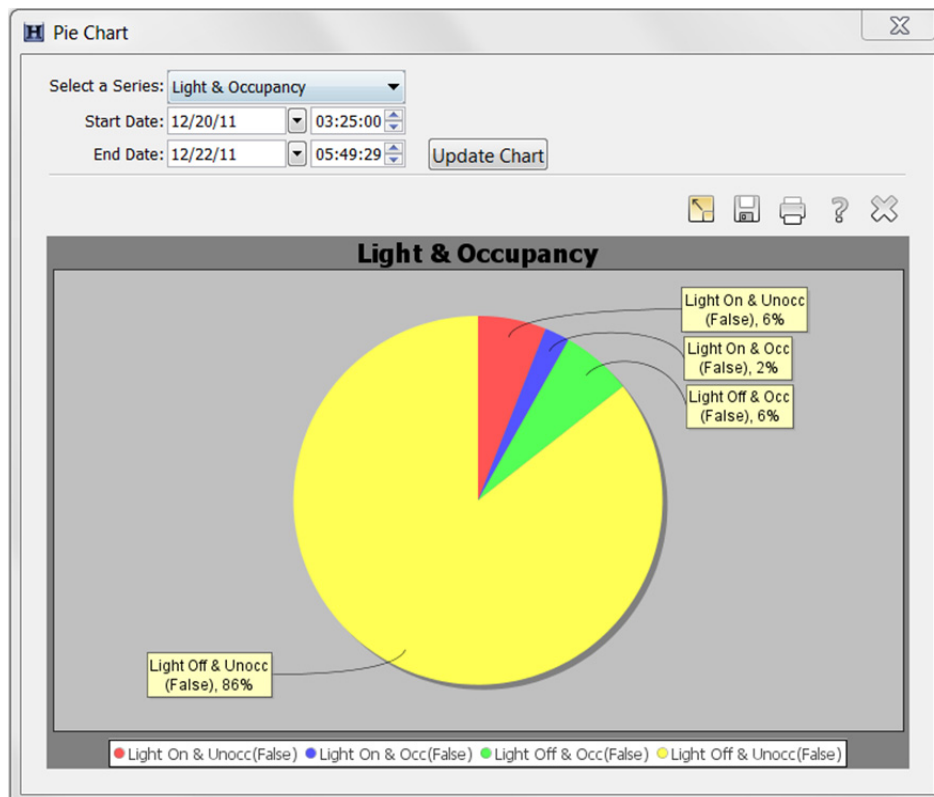 H Pie Chart
Select a Series: Light & Occupancy
Start Date: 12/20/11 03:25:00
End Date: 12/22/11 05:49:29 Update Chart
Light & Occupancy
Light On & Unocc
(False), 6%
Light On & Occ
(False), 2%
Light Off & Occ
(False), 6%
Light Off & Unocc
(False), 86%
Light On & Unocc(False) Light On & Occ(False) Light Off & Occ(False) Light Off & Unocc(False)